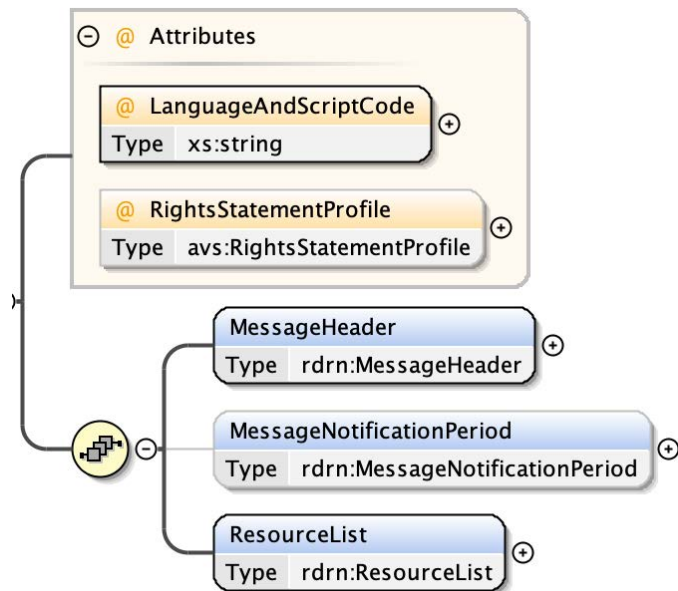 @ Attributes
@ LanguageAndScriptCode
Type xs:string
@ RightsStatementProfile
Type avs:RightsStatementProfile
MessageHeader
Type rdrn:MessageHeader
MessageNotificationPeriod
Type rdrn:MessageNotificationPeriod
ResourceList
Type rdrn:ResourceList